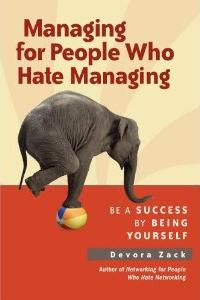 Managing
for People Who
Hate Managing
BE A SUCCESS
BY BEING
YOURSELF
Devora Zack
Author of Networking for People
Who Hate Networking